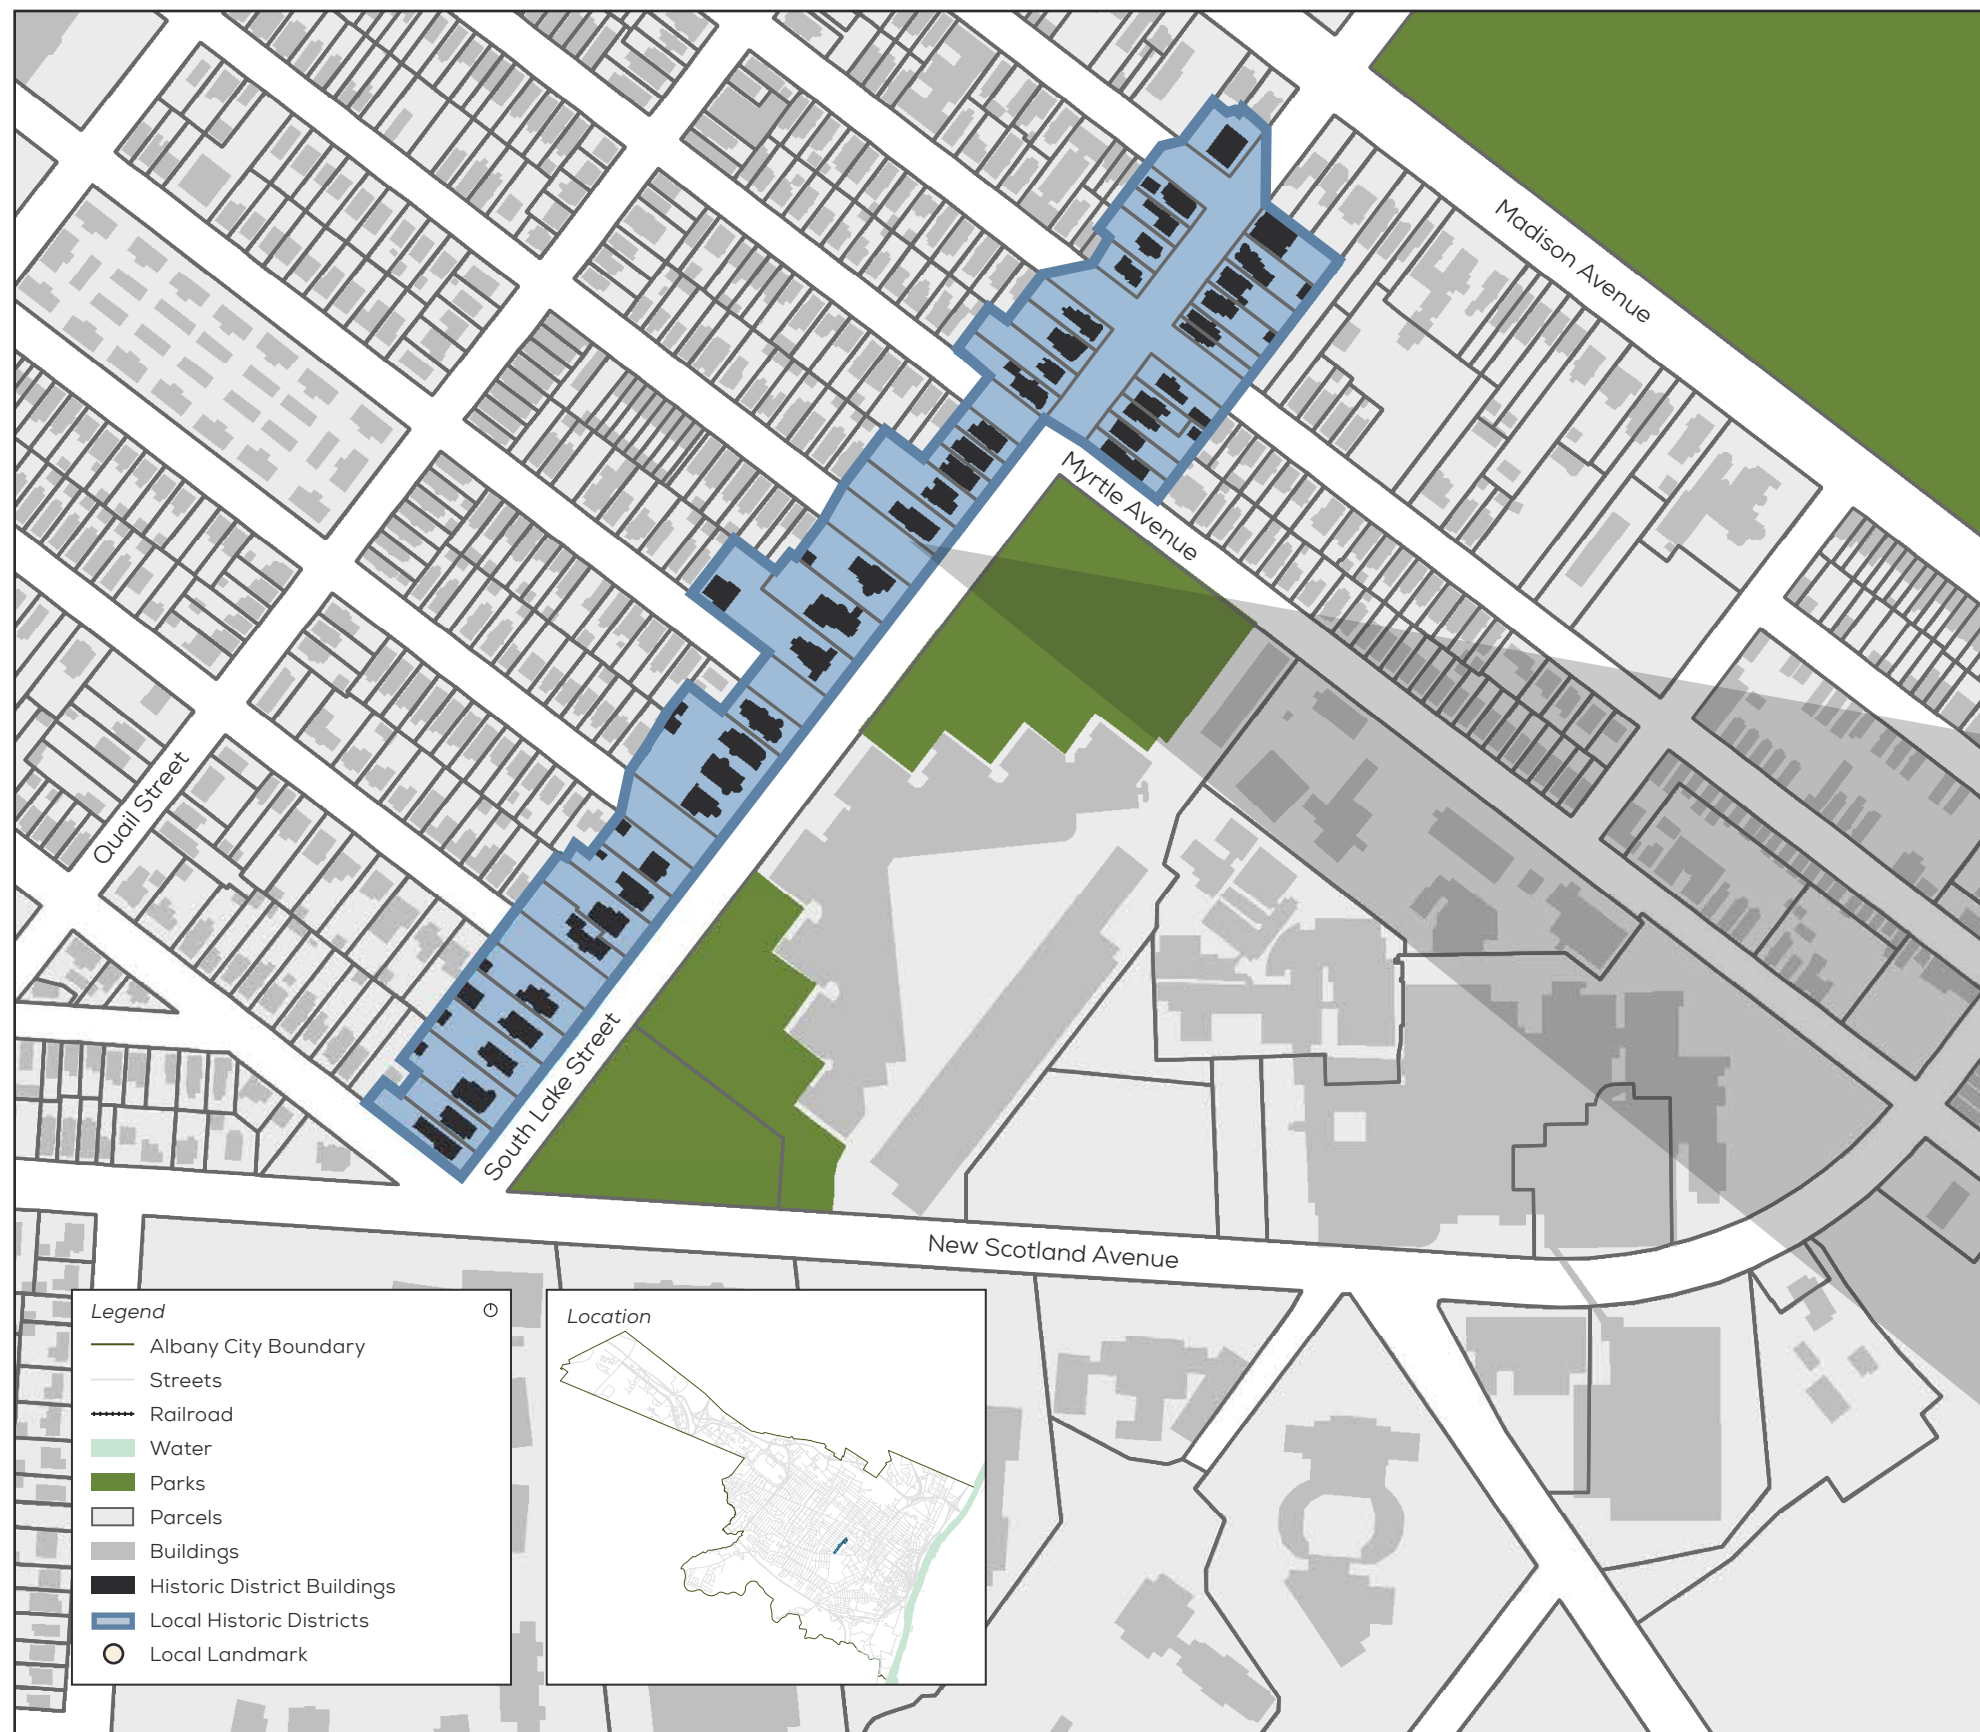 Madison Avenue
Myrtle Avenue
Quail Street
South Lake Street
New Scotland Avenue
Legend
Albany City Boundary
Streets
Railroad
Water
Parks
Parcels
Buildings
Historic District Buildings
Local Historic Districts
Local Landmark
Location